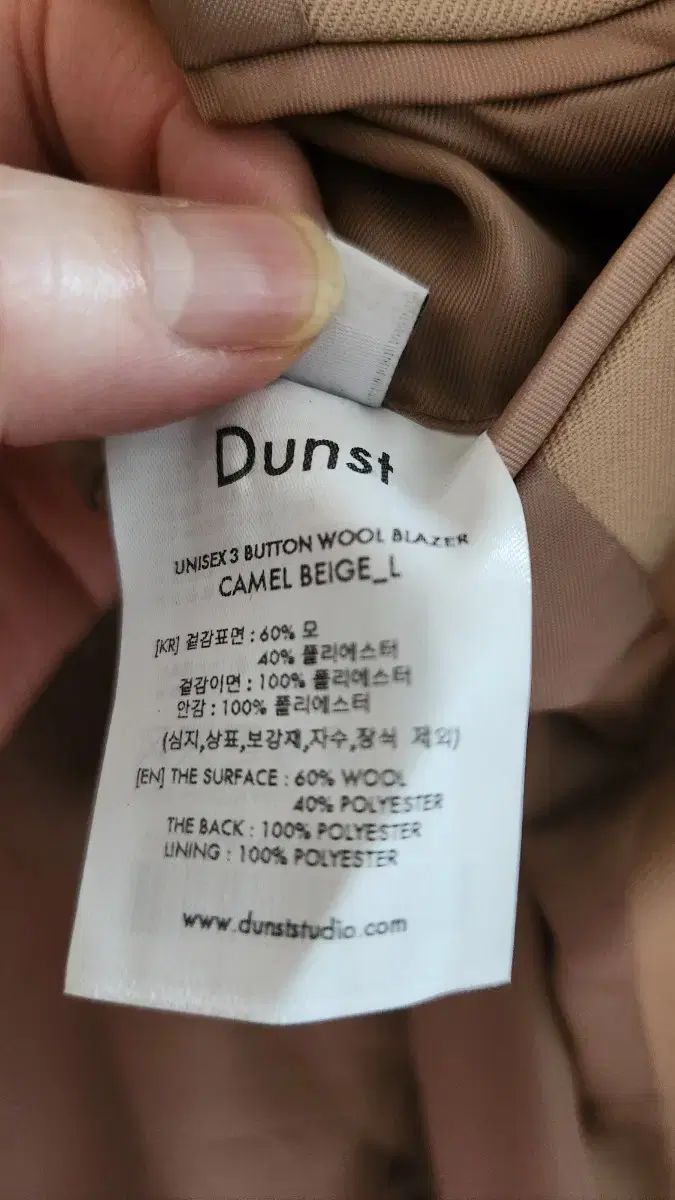 Dunst
UNISEX 3 BUTTON WOOL BLAZER
CAMEL BEIGE_L
[KR] 겉감표면 : 60% 모
40% 폴리에스터
겉감이면 : 100% 폴리에스터
안감 : 100% 폴리에스터
(심지,상표,보강재,자수,장식 제외)
[EN] THE SURFACE : 60% WOOL
40% POLYESTER
THE BACK : 100% POLYESTER
LINING : 100% POLYESTER
www.dunststudio.com